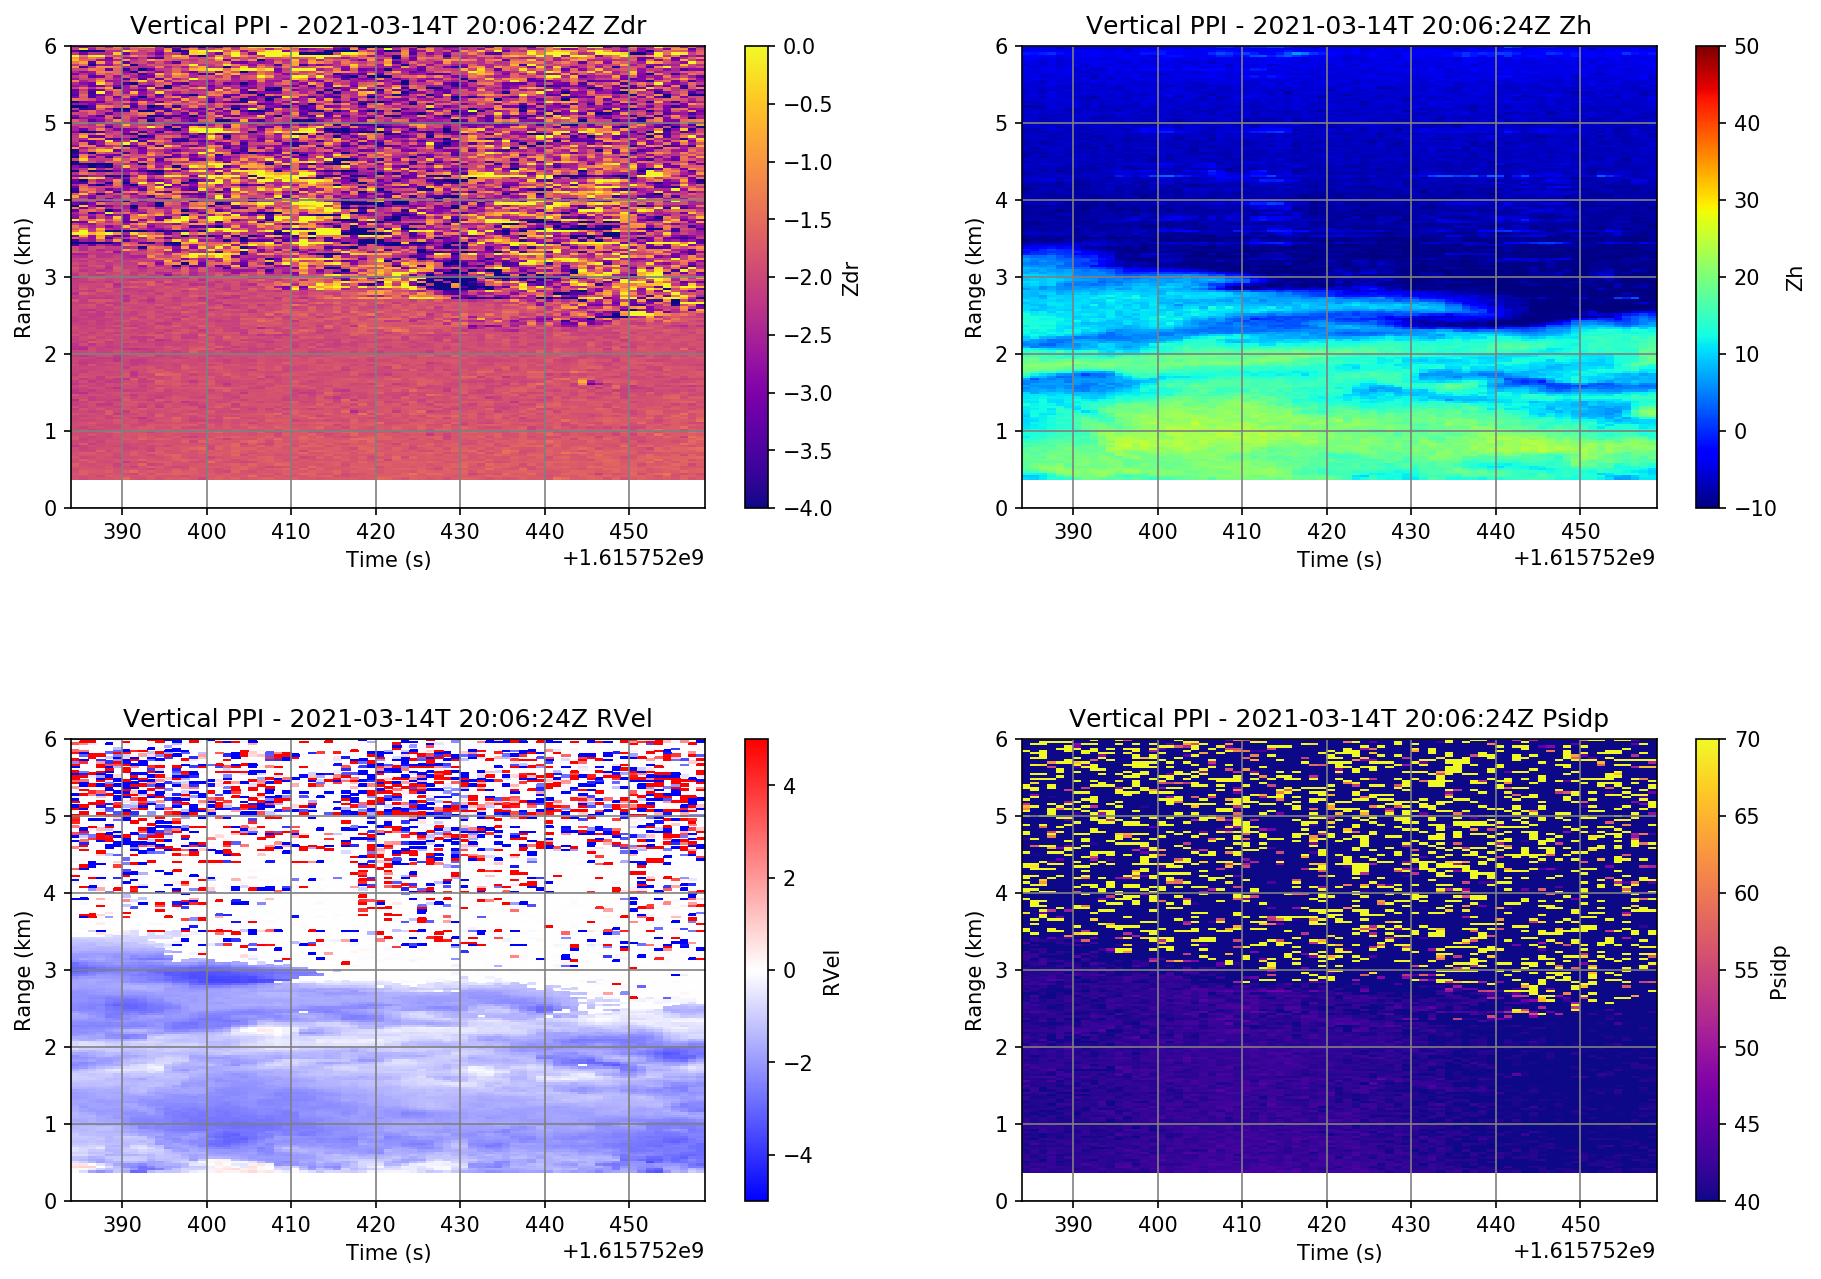 Vertical PPI - 2021-03-14T 20:06:24Z Zdr
6
5
4
3
2
1
0
Range (km)
390 400 410 420 430 440 450
Time (s)
+1.615752e9
0.0
−0.5
−1.0
−1.5
−2.0
−2.5
−3.0
−3.5
−4.0
Zdr
Vertical PPI - 2021-03-14T 20:06:24Z Zh
6
5
4
3
2
1
0
Range (km)
390 400 410 420 430 440 450
Time (s)
+1.615752e9
50
40
30
20
10
0
−10
Zh
Vertical PPI - 2021-03-14T 20:06:24Z RVel
6
5
4
3
2
1
0
Range (km)
390 400 410 420 430 440 450
Time (s)
+1.615752e9
4
2
0
−2
−4
RVel
Vertical PPI - 2021-03-14T 20:06:24Z Psidp
6
5
4
3
2
1
0
Range (km)
390 400 410 420 430 440 450
Time (s)
+1.615752e9
70
65
60
55
50
45
40
Psidp